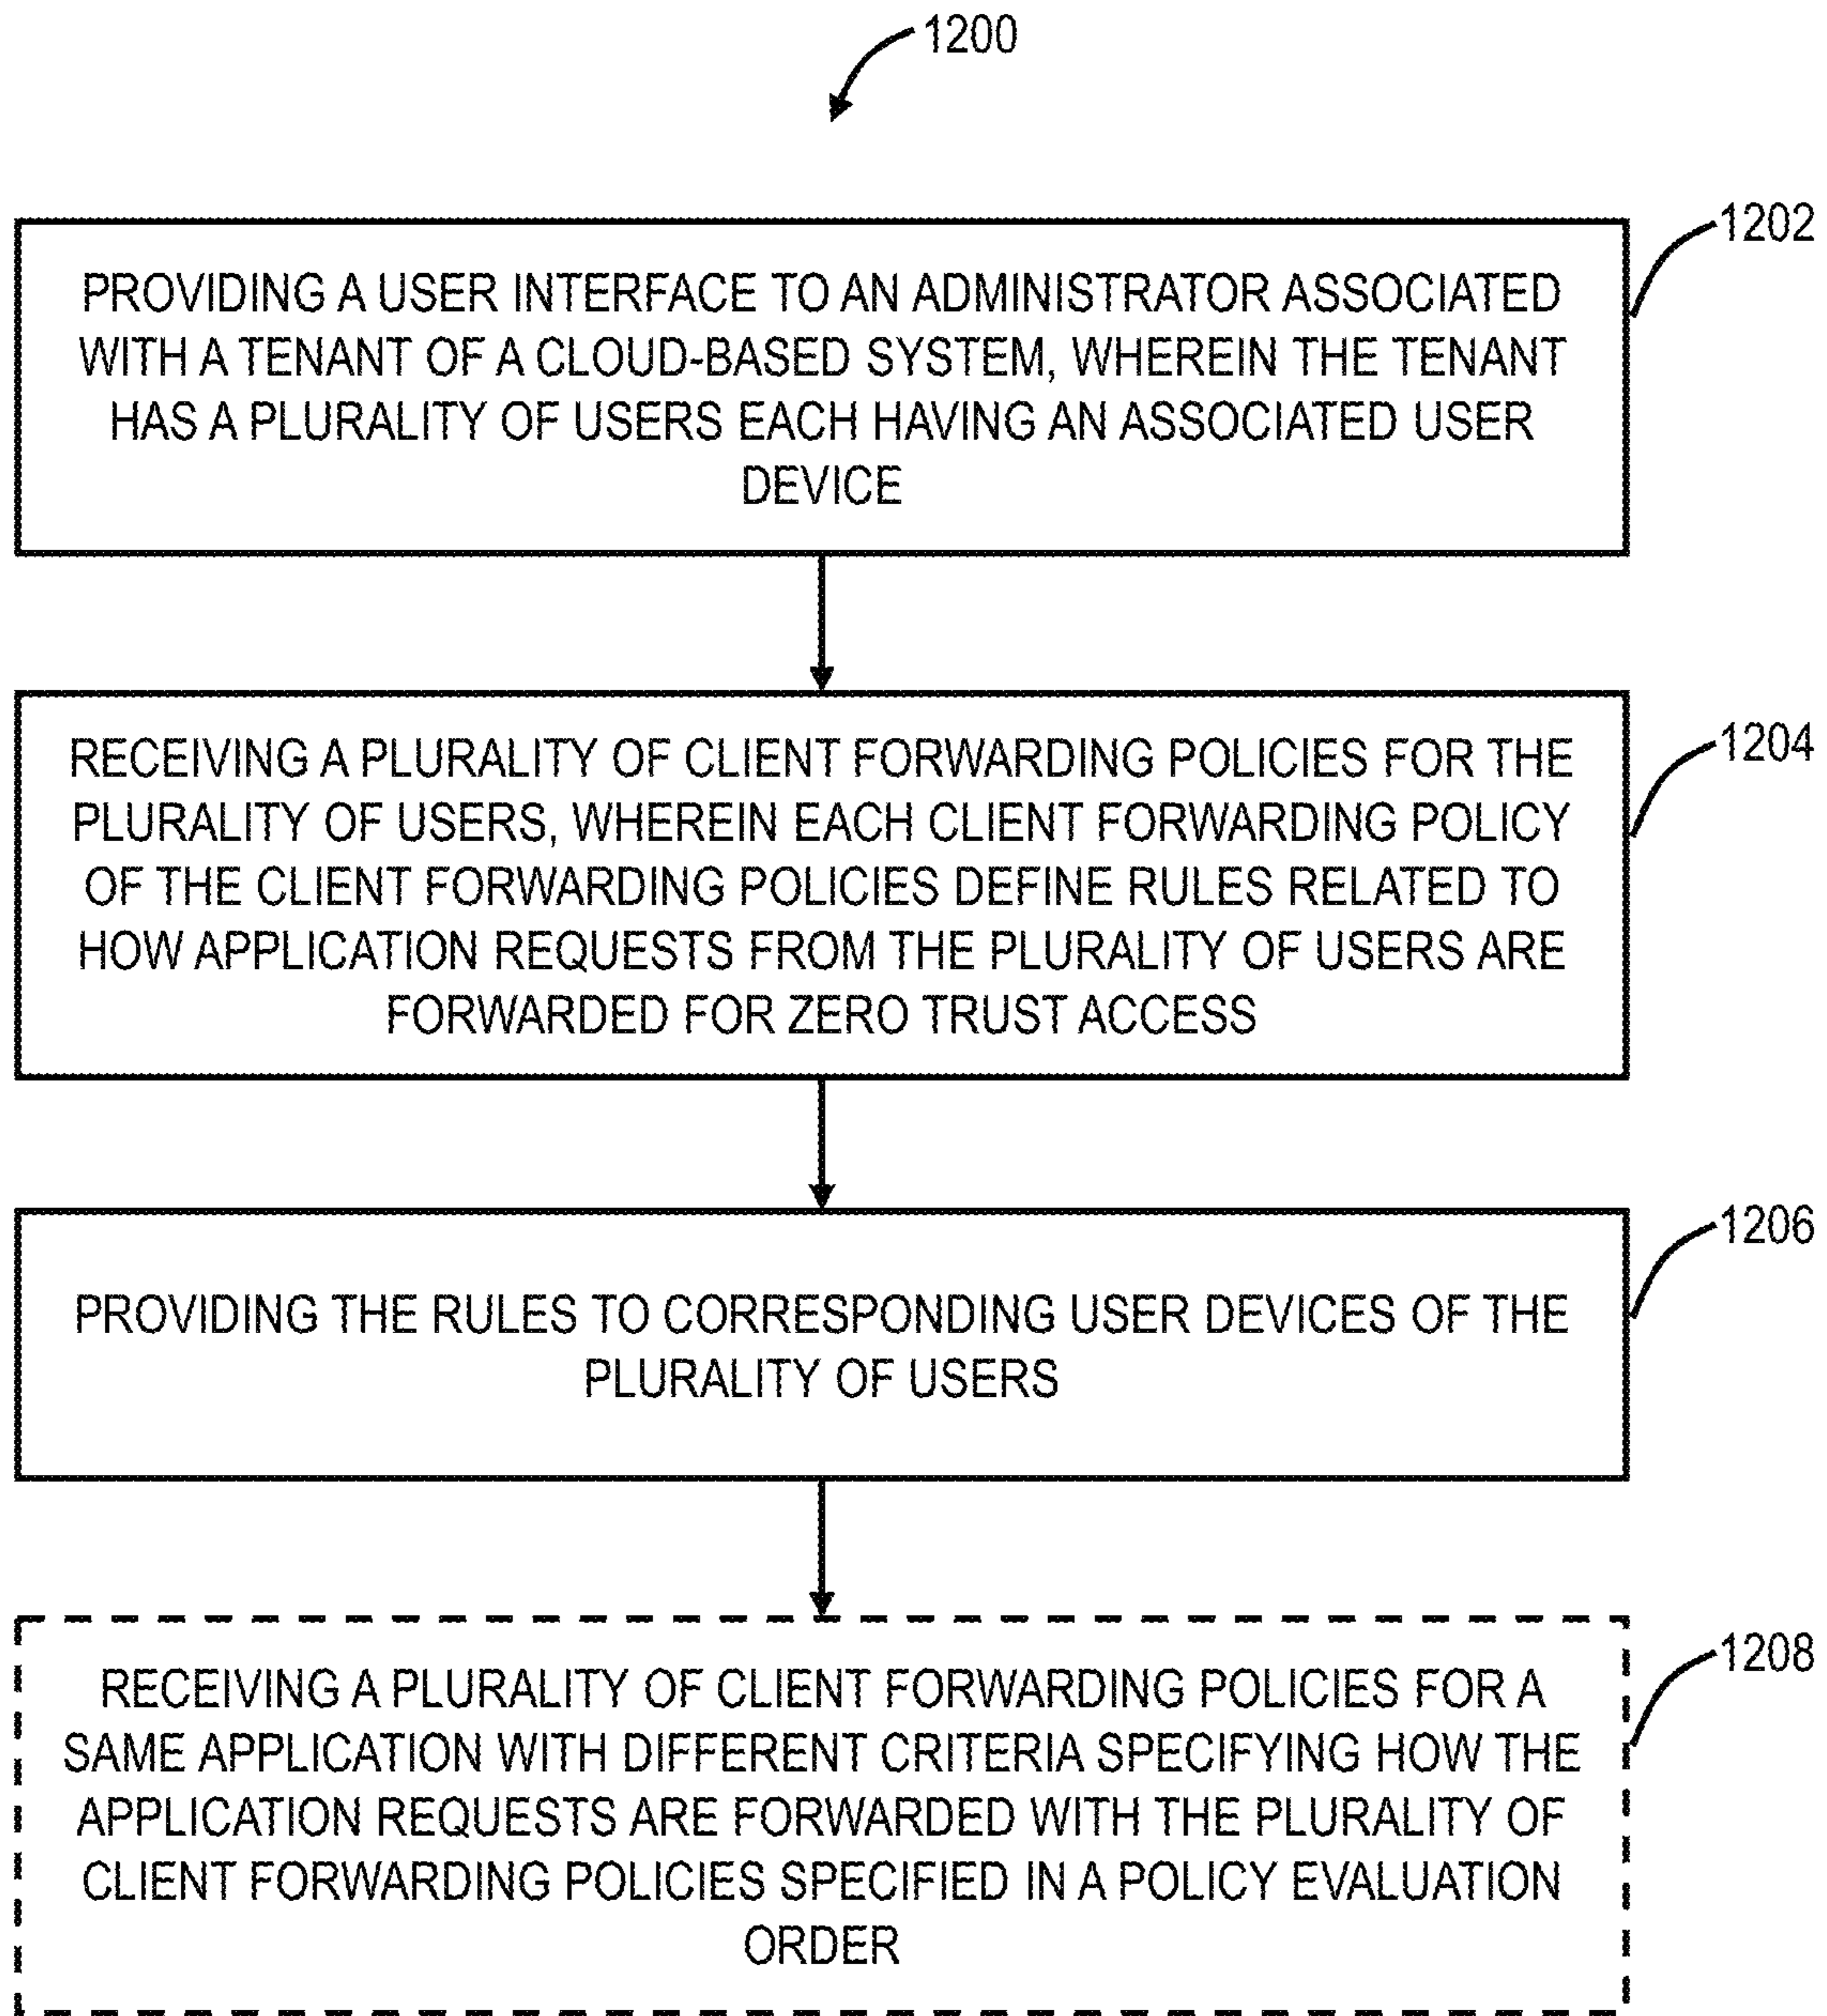 1200
1202
PROVIDING A USER INTERFACE TO AN ADMINISTRATOR ASSOCIATED
WITH A TENANT OF A CLOUD-BASED SYSTEM, WHEREIN THE TENANT
HAS A PLURALITY OF USERS EACH HAVING AN ASSOCIATED USER
DEVICE
1204
RECEIVING A PLURALITY OF CLIENT FORWARDING POLICIES FOR THE
PLURALITY OF USERS, WHEREIN EACH CLIENT FORWARDING POLICY
OF THE CLIENT FORWARDING POLICIES DEFINE RULES RELATED TO
HOW APPLICATION REQUESTS FROM THE PLURALITY OF USERS ARE
FORWARDED FOR ZERO TRUST ACCESS
1206
PROVIDING THE RULES TO CORRESPONDING USER DEVICES OF THE
PLURALITY OF USERS
1208
RECEIVING A PLURALITY OF CLIENT FORWARDING POLICIES FOR A
SAME APPLICATION WITH DIFFERENT CRITERIA SPECIFYING HOW THE
APPLICATION REQUESTS ARE FORWARDED WITH THE PLURALITY OF
CLIENT FORWARDING POLICIES SPECIFIED IN A POLICY EVALUATION
ORDER